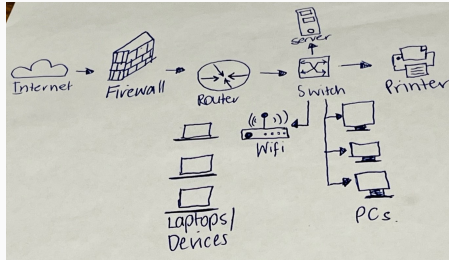 Server
Internet
Firewall
Router
Switch
Printer
Wifi
Laptops/
Devices
PCs.